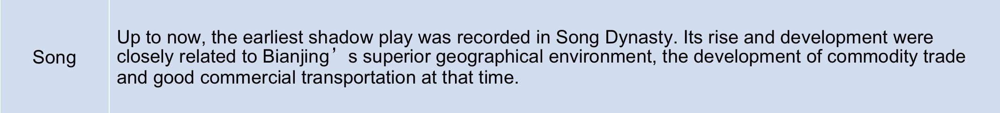 Song
Up to now, the earliest shadow play was recorded in Song Dynasty. Its rise and development were
closely related to Bianjing’s superior geographical environment, the development of commodity trade
and good commercial transportation at that time.